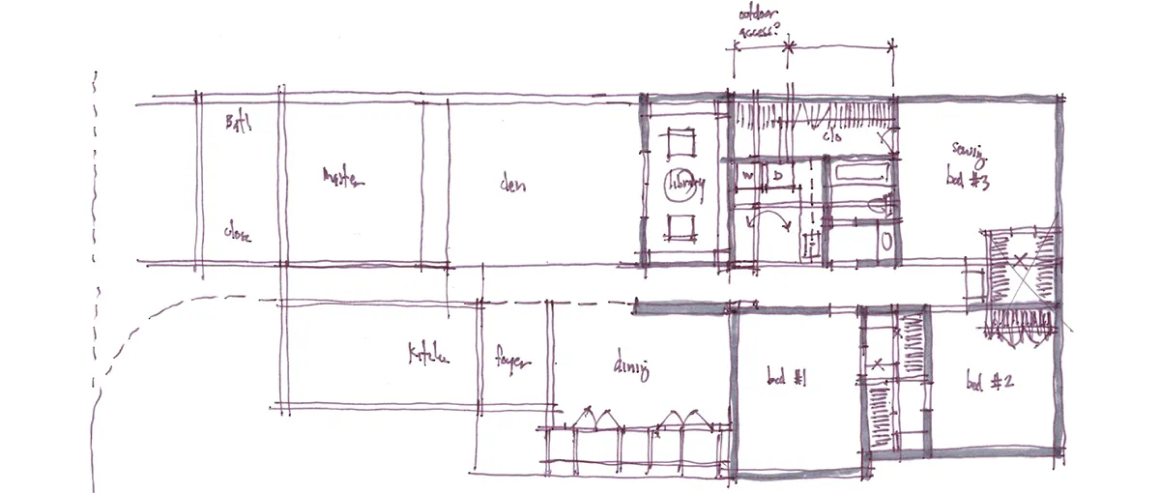 outdoor
access?
Bath
Master
den
library
clo
sewing
bed #3
W D
close
Kitchen
foyer
dining
bed #1
bed #2